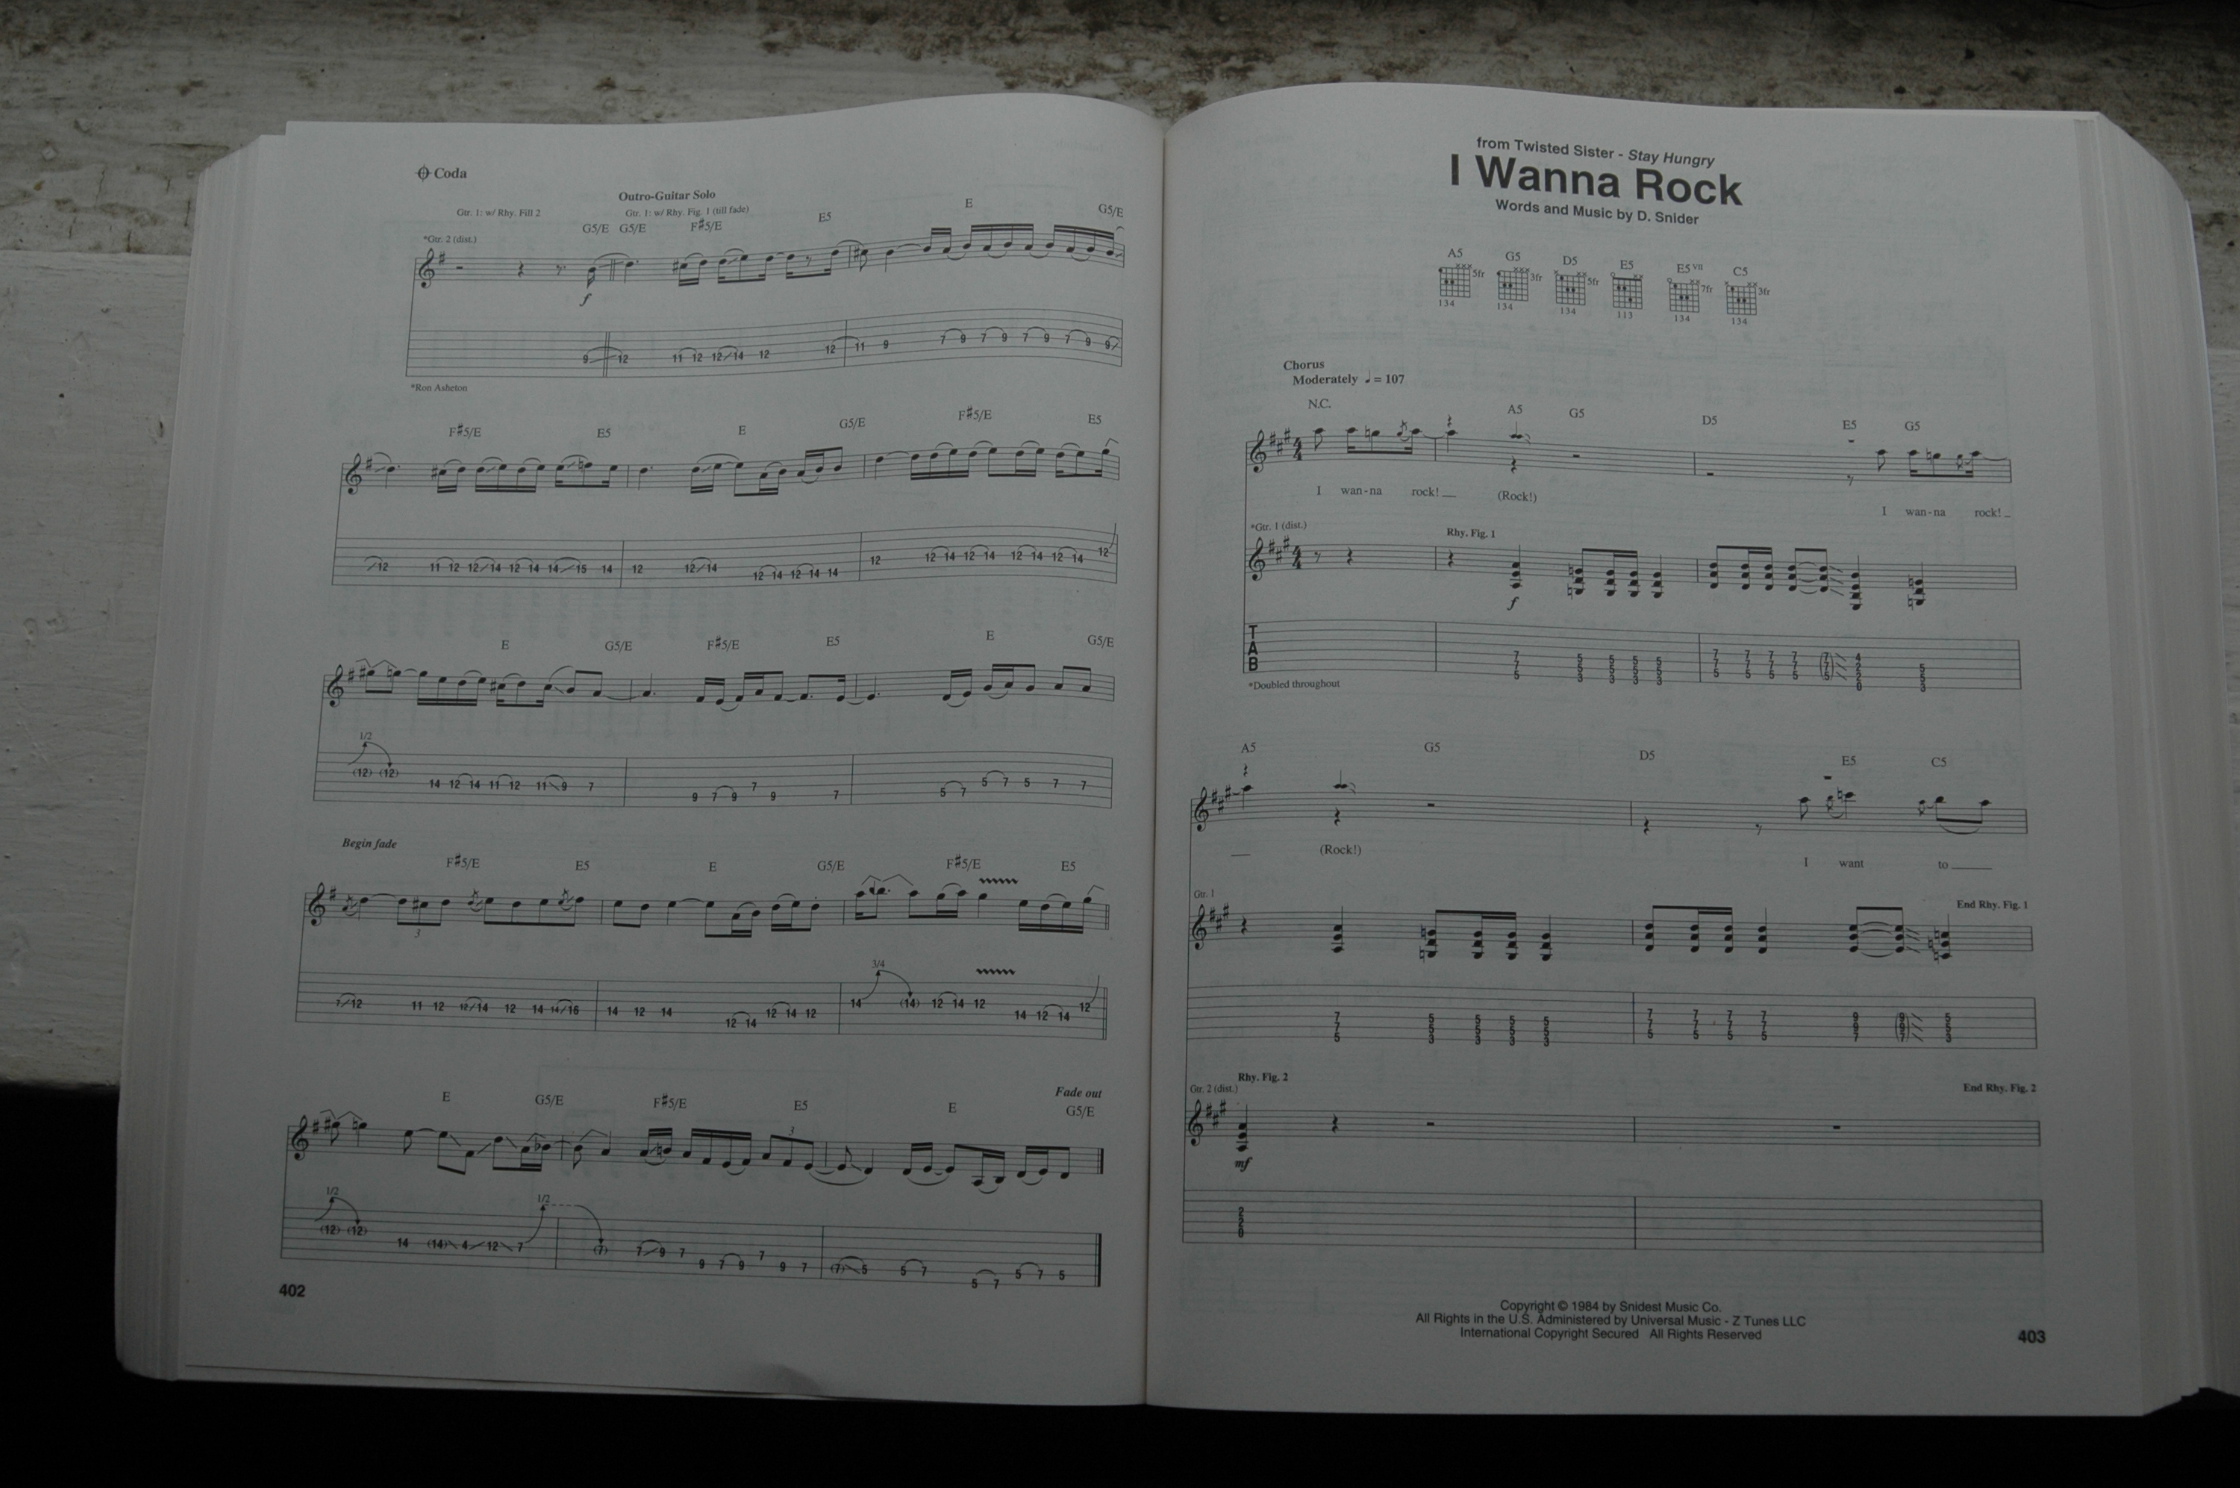 Coda
Outro-Guitar Solo
Gtr. 1: w/ Rhy. Fill 2
Gtr. 1: w/ Rhy. Fig. 1 (till fade)
G5/E G5/E F#5/E E5 E G5/E
*Gtr. 2 (dist.)
f
9 12 11 12 12 14 12 12 11 9 7 9 7 9 7 9 7 9 9
*Ron Asheton
F#5/E E5 E G5/E F#5/E E5
12 11 12 12 14 12 14 14 15 14 12 12 14 12 14 12 14 14 12 12 14 12 14 12 14 12 14 12
E G5/E F#5/E E5 E G5/E
1/2
(12) (12) 14 12 14 11 12 11 9 7 9 7 9 7 9 7 5 7 5 7 5 7 7
Begin fade
F#5/E E5 E G5/E F#5/E E5
3
3/4
7 12 11 12 12 14 12 14 14 16 14 12 14 12 14 12 14 12 14 (14) 12 14 12 14 12 14 12
Fade out
E G5/E F#5/E E5 E G5/E
3
1/2 1/2
(12) (12) 14 (14) 4 12 7 (7) 7 9 7 9 7 9 7 9 7 (7) 5 5 7 5 7 5 7 5
402
from Twisted Sister - Stay Hungry
I Wanna Rock
Words and Music by D. Snider
A5 G5 D5 E5 E5VII C5
5fr 3fr 5fr 7fr 3fr
134 134 134 113 134 134
Chorus
Moderately ♩ = 107
N.C. A5 G5 D5 E5 G5
4
4
I wan - na rock! (Rock!) I wan - na rock!
*Gtr. 1 (dist.)
Rhy. Fig. 1
4
4
f
T
A
B
7 5 5 5 5 7 7 7 7 (7) 4 5
7 5 5 5 5 7 7 7 7 (7) 2 5
5 3 3 3 3 5 5 5 5 (5) 2 3
0
*Doubled throughout
A5 G5 D5 E5 C5
(Rock!) I want to
Gtr. 1
End Rhy. Fig. 1
7 5 5 5 5 7 7 7 7 9 (9) 5
7 5 5 5 5 7 7 7 7 9 (9) 5
5 3 3 3 3 5 5 5 5 7 (7) 3
Rhy. Fig. 2
Gtr. 2 (dist.)
End Rhy. Fig. 2
mf
2
2
0
Copyright © 1984 by Snidest Music Co.
All Rights in the U.S. Administered by Universal Music - Z Tunes LLC
International Copyright Secured All Rights Reserved
403